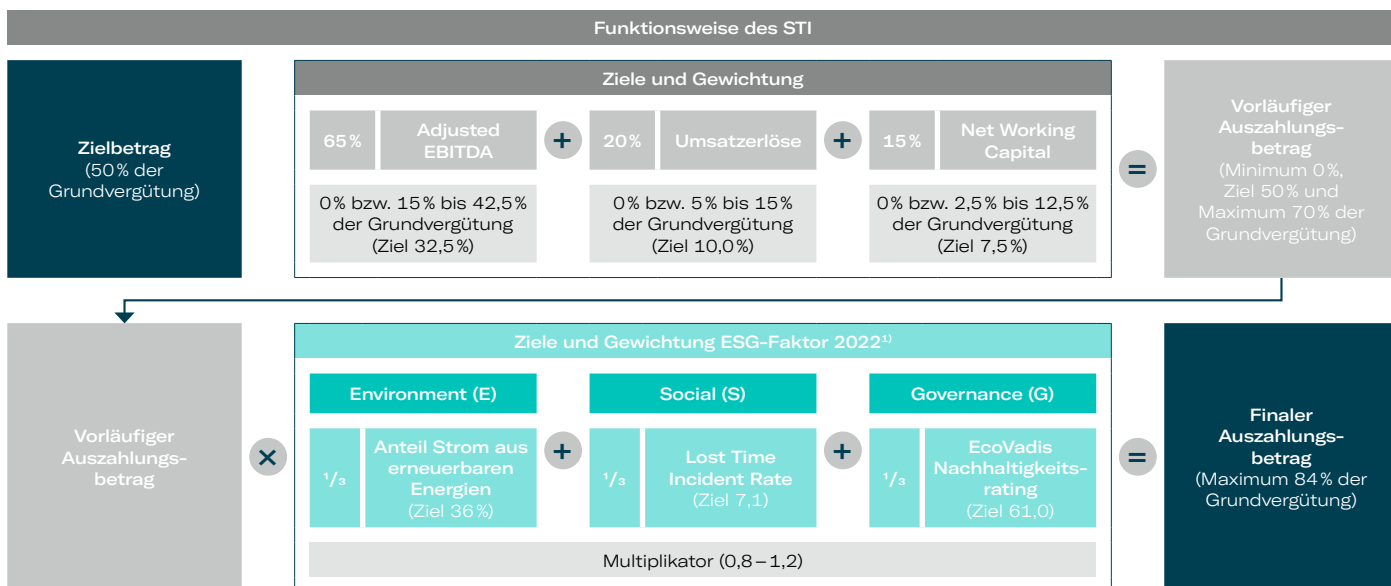 Funktionsweise des STI
Zielbetrag
(50 % der
Grundvergütung)
Ziele und Gewichtung
65 %
Adjusted
EBITDA
+
20 %
Umsatzerlöse
+
15 %
Net Working
Capital
0 % bzw. 15 % bis 42,5 %
der Grundvergütung
(Ziel 32,5 %)
0 % bzw. 5 % bis 15 %
der Grundvergütung
(Ziel 10,0 %)
0 % bzw. 2,5 % bis 12,5 %
der Grundvergütung
(Ziel 7,5 %)
=
Vorläufiger
Auszahlungs-
betrag
(Minimum 0 %,
Ziel 50 % und
Maximum 70 % der
Grundvergütung)
Vorläufiger
Auszahlungs-
betrag
×
Ziele und Gewichtung ESG-Faktor 2022¹⁾
Environment (E)
Social (S)
Governance (G)
¹/₃
Anteil Strom aus
erneuerbaren
Energien
(Ziel 36 %)
+
¹/₃
Lost Time
Incident Rate
(Ziel 7,1)
+
¹/₃
EcoVadis
Nachhaltigkeits-
rating
(Ziel 61,0)
Multiplikator (0,8 – 1,2)
=
Finaler
Auszahlungs-
betrag
(Maximum 84 % der
Grundvergütung)